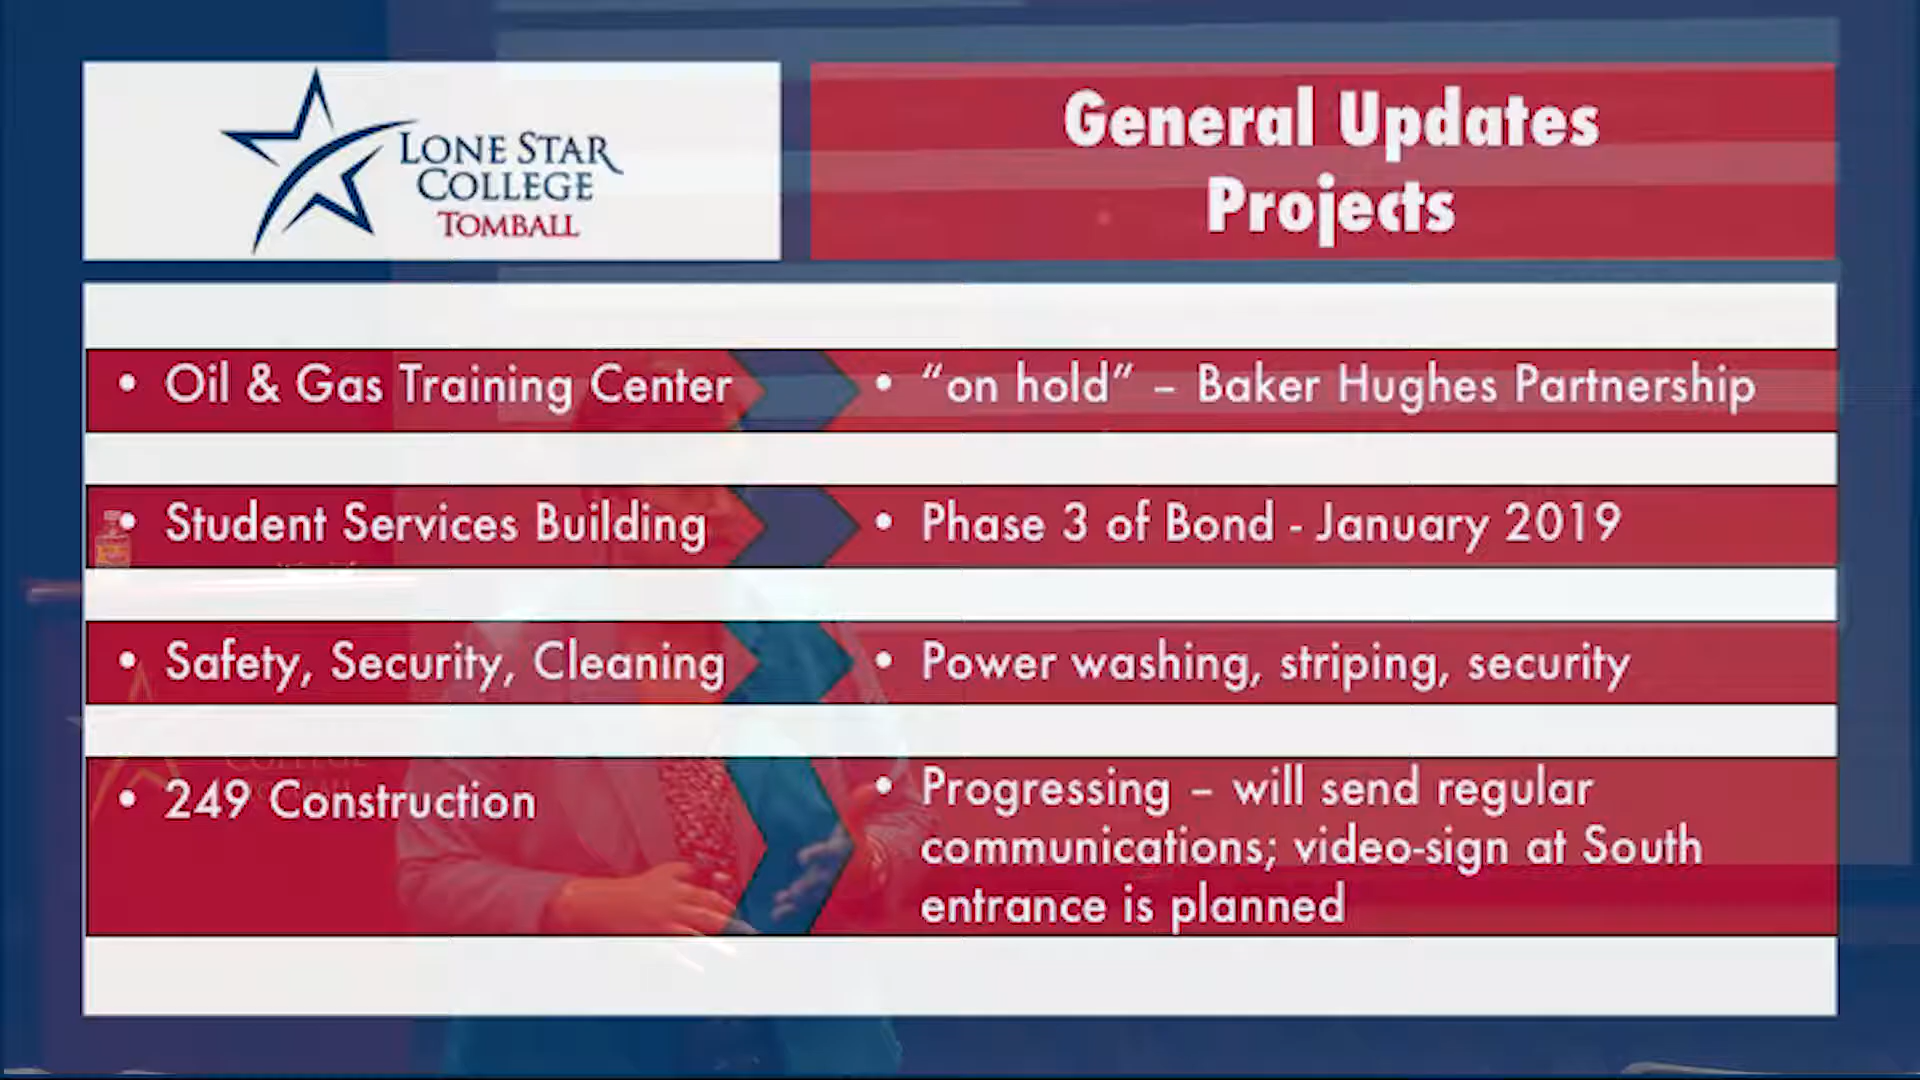 LONE STAR
COLLEGE
TOMBALL
General Updates
Projects
• Oil & Gas Training Center
• “on hold” – Baker Hughes Partnership
• Student Services Building
• Phase 3 of Bond - January 2019
• Safety, Security, Cleaning
• Power washing, striping, security
• 249 Construction
• Progressing – will send regular
communications; video-sign at South
entrance is planned
COLLEGE